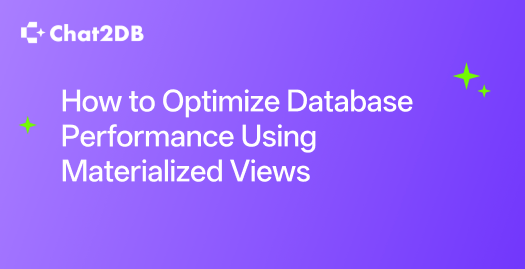 Chat2DB
How to Optimize Database
Performance Using
Materialized Views